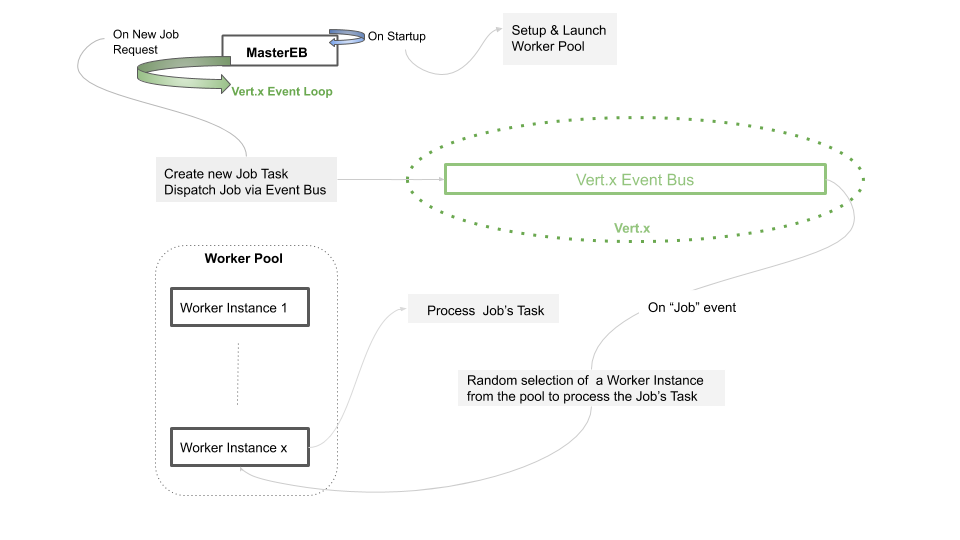 On New Job
Request
MasterEB
On Startup
Setup & Launch
Worker Pool
Vert.x Event Loop
Create new Job Task
Dispatch Job via Event Bus
Vert.x Event Bus
Vert.x
Worker Pool
Worker Instance 1
Process Job’s Task
On “Job” event
Random selection of a Worker Instance
from the pool to process the Job’s Task
Worker Instance x